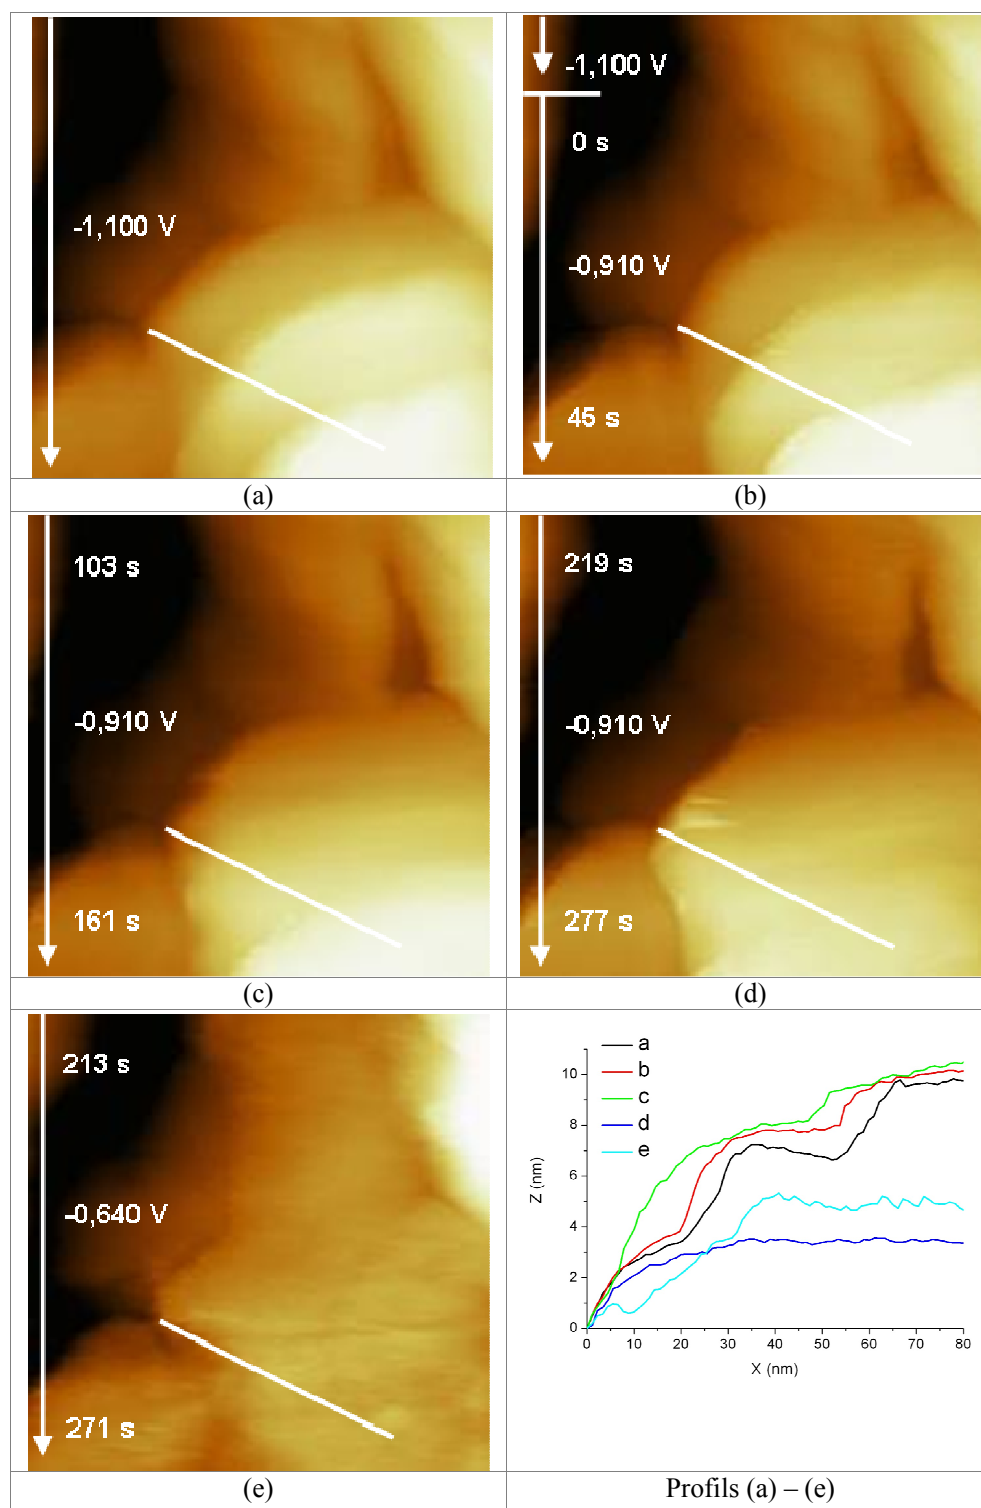 -1,100 V
(a)
-1,100 V
0 s
-0,910 V
45 s
(b)
103 s
-0,910 V
161 s
(c)
219 s
-0,910 V
277 s
(d)
213 s
-0,640 V
271 s
(e)
a
b
c
d
e
10
8
6
4
2
0
Z (nm)
0 10 20 30 40 50 60 70 80
X (nm)
Profils (a) – (e)